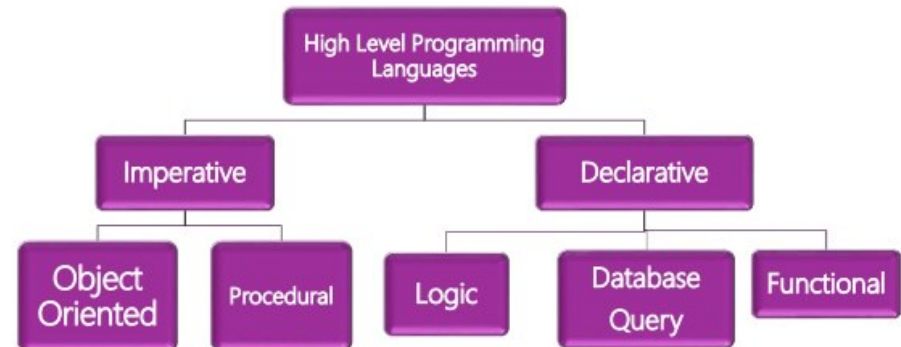 High Level Programming
Languages
Imperative
Declarative
Object
Oriented
Procedural
Logic
Database
Query
Functional